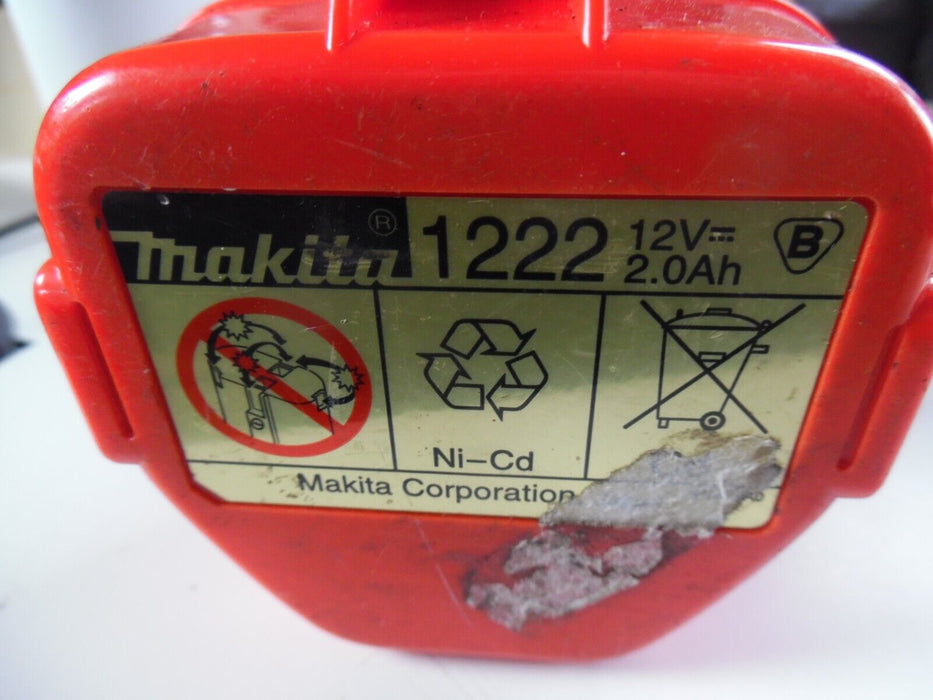 makita ® 1222 12V⎓ B
2.0Ah
Ni-Cd
Makita Corporation